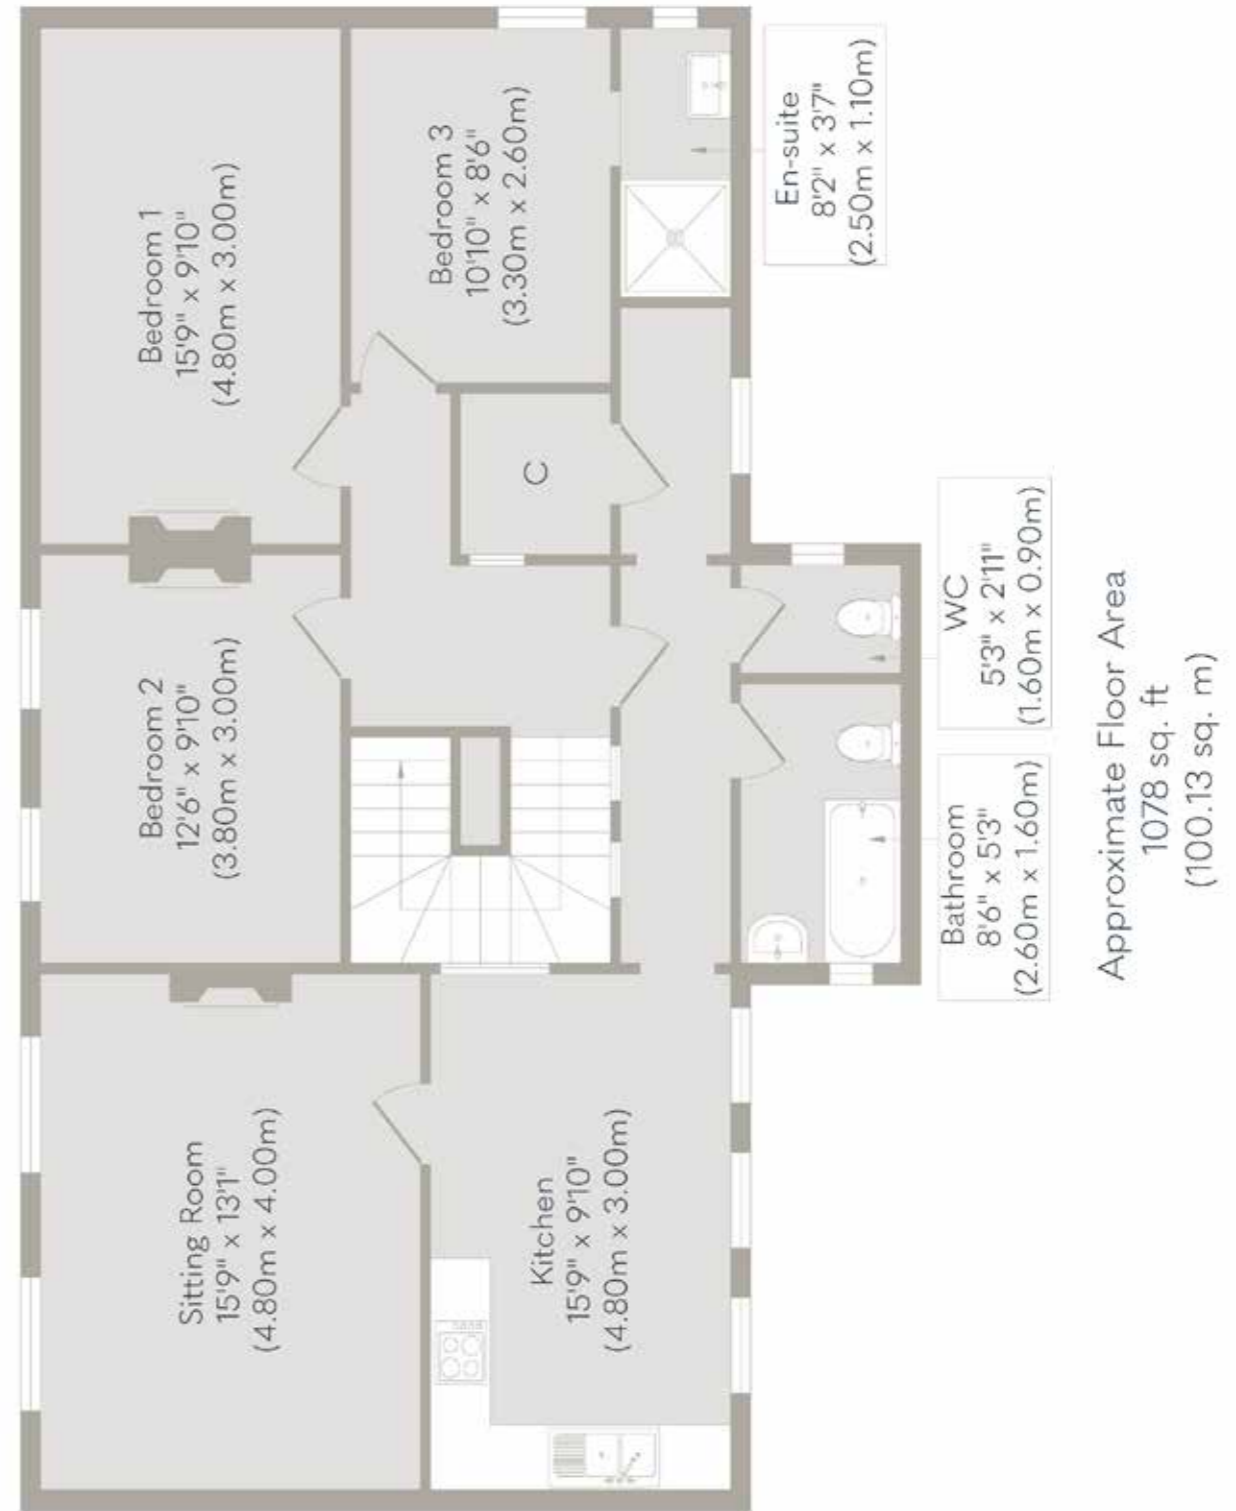 Sitting Room
15'9" x 13'1"
(4.80m x 4.00m)
Bedroom 2
12'6" x 9'10"
(3.80m x 3.00m)
Bedroom 1
15'9" x 9'10"
(4.80m x 3.00m)
Kitchen
15'9" x 9'10"
(4.80m x 3.00m)
C
Bedroom 3
10'10" x 8'6"
(3.30m x 2.60m)
En-suite
8'2" x 3'7"
(2.50m x 1.10m)
Bathroom
8'6" x 5'3"
(2.60m x 1.60m)
WC
5'3" x 2'11"
(1.60m x 0.90m)
Approximate Floor Area
1078 sq. ft
(100.13 sq. m)